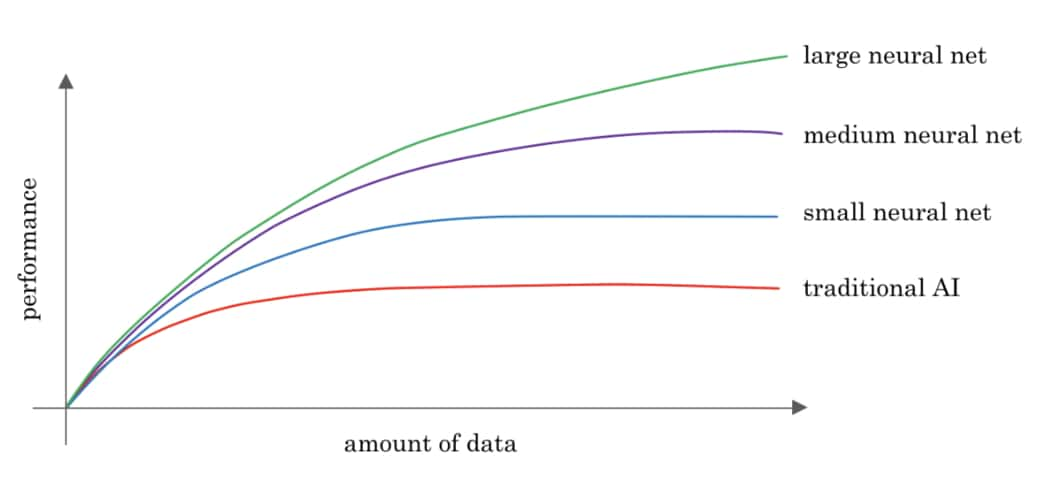 large neural net
medium neural net
small neural net
traditional AI
performance
amount of data